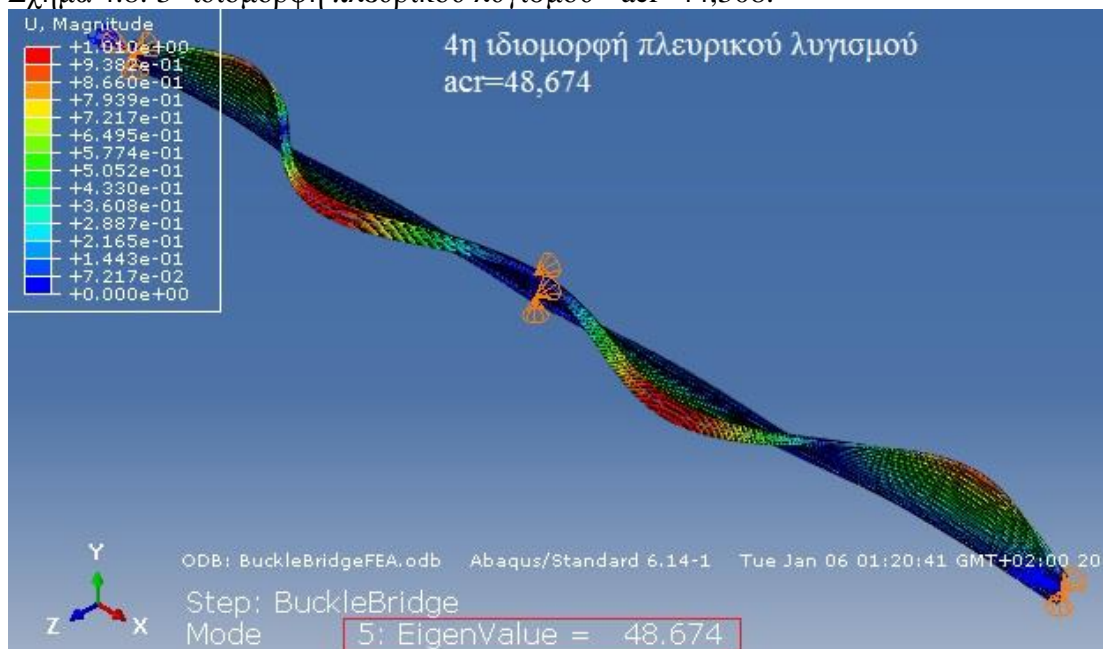 U, Magnitude
+1.010e+00
+9.382e-01
+8.660e-01
+7.939e-01
+7.217e-01
+6.495e-01
+5.774e-01
+5.052e-01
+4.330e-01
+3.608e-01
+2.887e-01
+2.165e-01
+1.443e-01
+7.217e-02
+0.000e+00
4η ιδιομορφή πλευρικού λυγισμού
acr=48,674
ODB: BuckleBridgeFEA.odb Abaqus/Standard 6.14-1 Tue Jan 06 01:20:41 GMT+02:00 20
Step: BuckleBridge
Mode 5: EigenValue = 48.674
Y
Z X